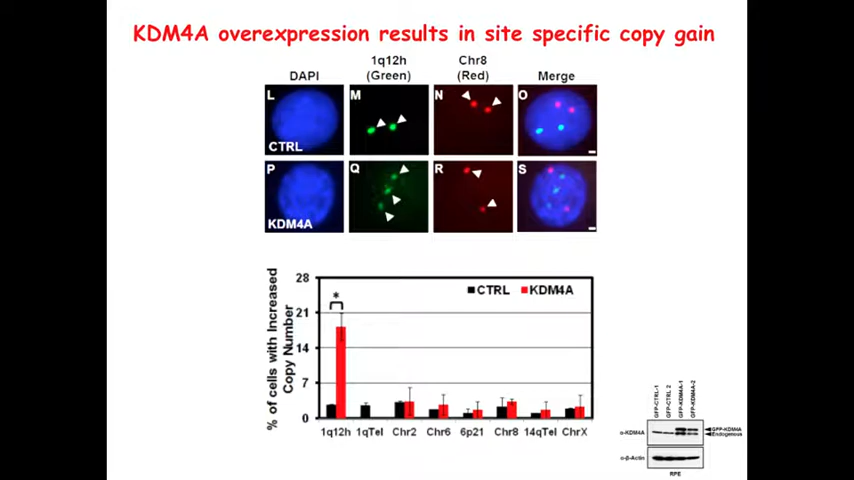 KDM4A overexpression results in site specific copy gain
DAPI
1q12h
(Green)
Chr8
(Red)
Merge
L
M
N
O
CTRL
P
Q
R
S
KDM4A
% of cells with Increased
Copy Number
28
21
14
7
0
*
CTRL
KDM4A
1q12h
1qTel
Chr2
Chr6
6p21
Chr8
14qTel
ChrX
GFP-CTRL-1
GFP-CTRL 2
GFP-KDM4A-1
GFP-KDM4A-2
α-KDM4A
GFP-KDM4A
Endogenous
α-β-Actin
RPE